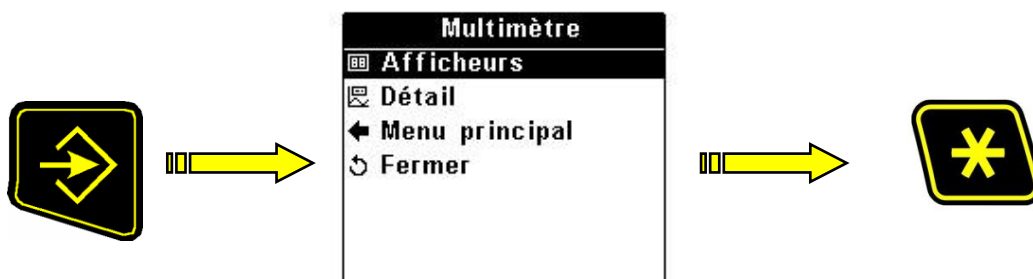 Multimètre
Afficheurs
Détail
Menu principal
Fermer